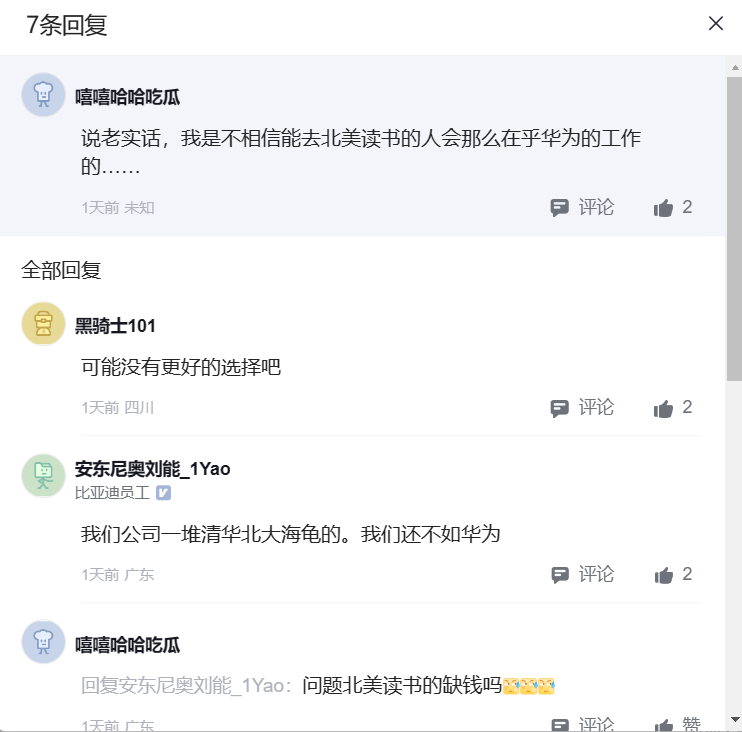 7条回复
嘻嘻哈哈吃瓜
说老实话，我是不相信能去北美读书的人会那么在乎华为的工作
的……
1天前 未知 评论 2
全部回复
黑骑士101
可能没有更好的选择吧
1天前 四川 评论 2
安东尼奥刘能_1Yao
比亚迪员工
我们公司一堆清华北大海龟的。我们还不如华为
1天前 广东 评论 2
嘻嘻哈哈吃瓜
回复安东尼奥刘能_1Yao：问题北美读书的缺钱吗
1天前 广东 评论 赞